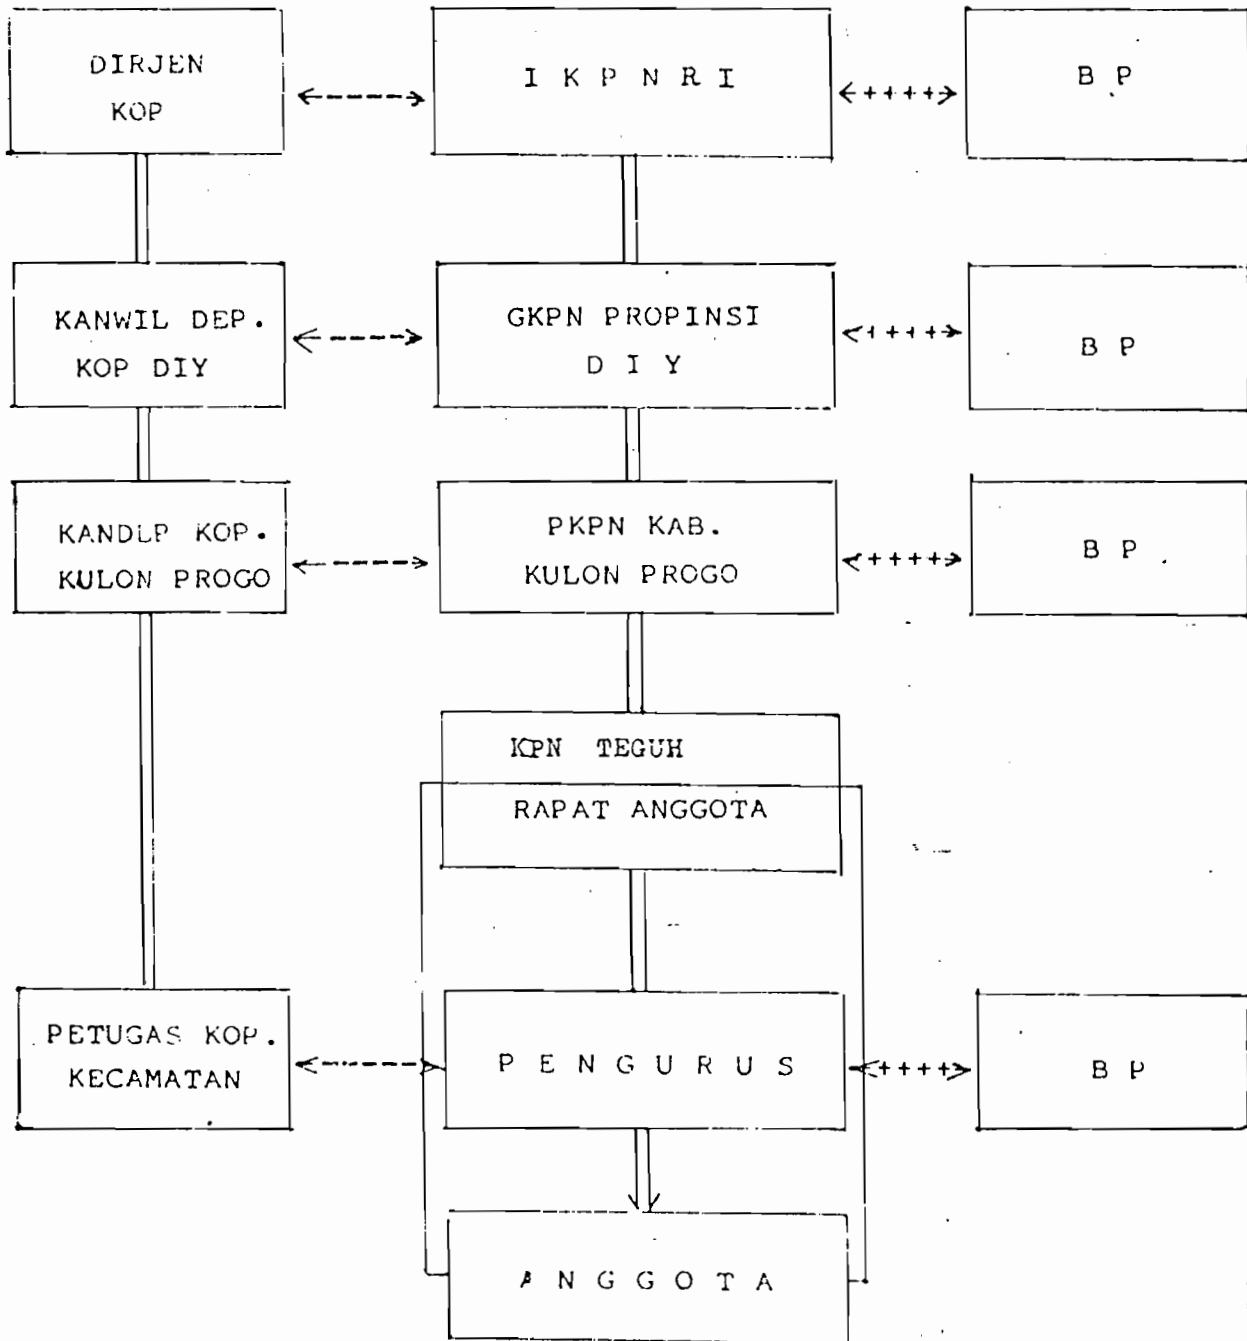 DIRJEN
KOP
I K P N R I
B P
KANWIL DEP.
KOP DIY
GKPN PROPINSI
D I Y
B P
KANDEP KOP.
KULON PROGO
PKPN KAB.
KULON PROGO
B P
KPN TEGUH
RAPAT ANGGOTA
PETUGAS KOP.
KECAMATAN
P E N G U R U S
B P
A N G G O T A